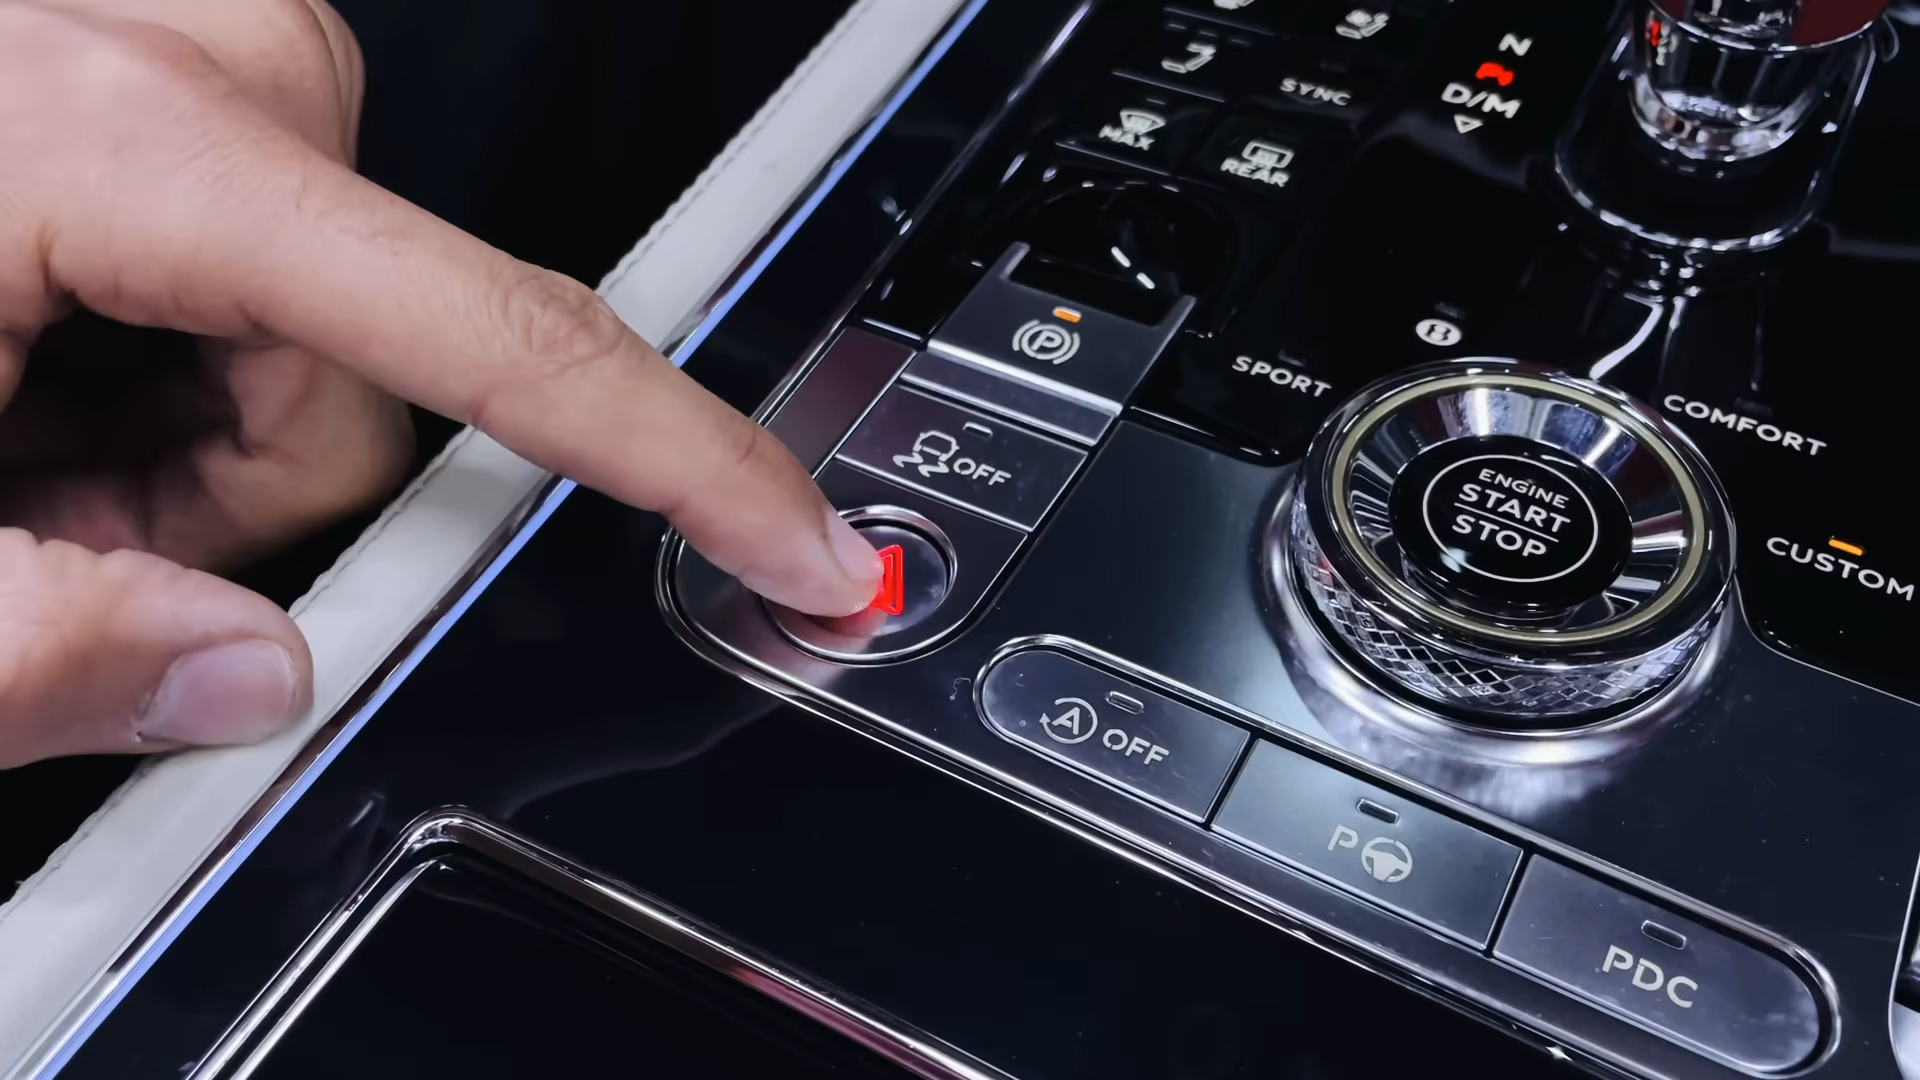 N
D/M
SYNC
MAX
REAR
P
B
SPORT
COMFORT
OFF
ENGINE
START
STOP
CUSTOM
A OFF
P
PDC